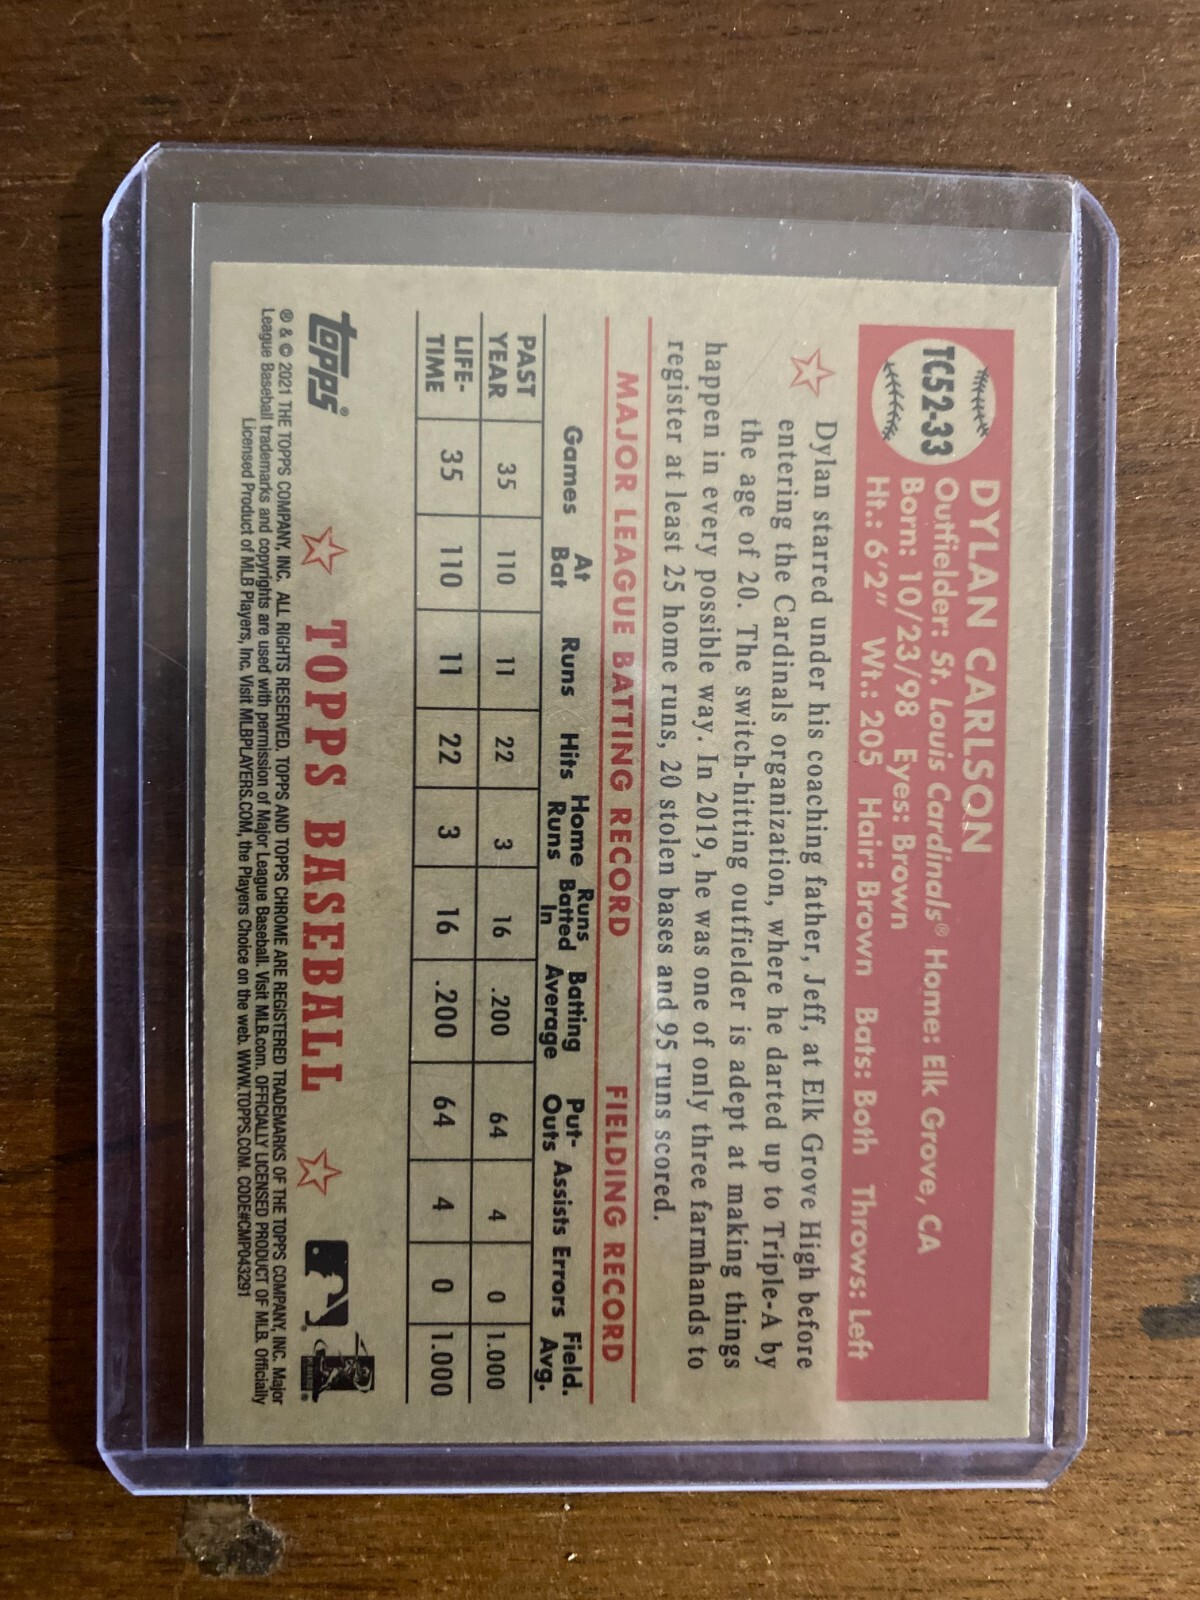 TC52-33
DYLAN CARLSON
Outfielder: St. Louis Cardinals® Home: Elk Grove, CA
Born: 10/23/98 Eyes: Brown
Ht.: 6'2" Wt.: 205 Hair: Brown Bats: Both Throws: Left
Dylan starred under his coaching father, Jeff, at Elk Grove High before
entering the Cardinals organization, where he darted up to Triple-A by
the age of 20. The switch-hitting outfielder is adept at making things
happen in every possible way. In 2019, he was one of only three farmhands to
register at least 25 home runs, 20 stolen bases and 95 runs scored.
MAJOR LEAGUE BATTING RECORD FIELDING RECORD
Games At Bat Runs Hits Home Runs Runs Batted In Batting Average Put-Outs Assists Errors Field. Avg.
PAST YEAR 35 110 11 22 3 16 .200 64 4 0 1.000
LIFE-TIME 35 110 11 22 3 16 .200 64 4 0 1.000
topps® TOPPS BASEBALL
® & © 2021 THE TOPPS COMPANY, INC. ALL RIGHTS RESERVED. TOPPS AND TOPPS CHROME ARE REGISTERED TRADEMARKS OF THE TOPPS COMPANY, INC. Major
League Baseball trademarks and copyrights are used with permission of Major League Baseball. Visit MLB.com. OFFICIALLY LICENSED PRODUCT OF MLB. Officially
Licensed Product of MLB Players, Inc. Visit MLBPLAYERS.COM, the Players Choice on the web. WWW.TOPPS.COM. CODE#CMP043291